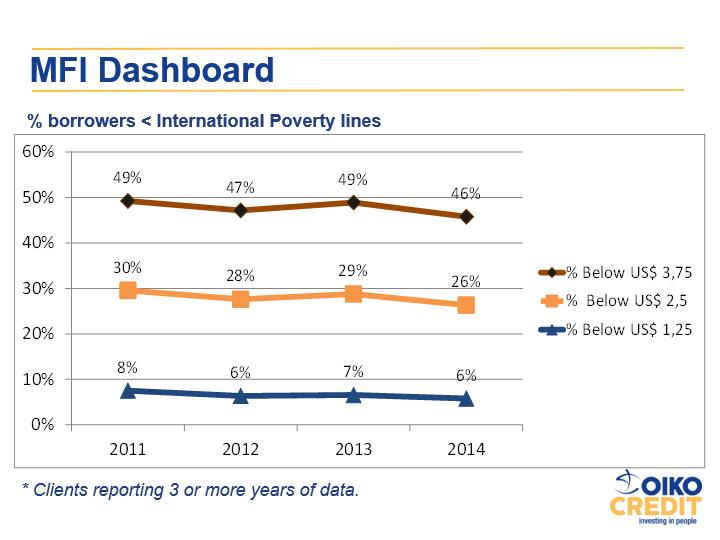 MFI Dashboard
% borrowers < International Poverty lines
60%
50%
40%
30%
20%
10%
0%
49%
47%
49%
46%
30%
28%
29%
26%
8%
6%
7%
6%
2011
2012
2013
2014
% Below US$ 3,75
% Below US$ 2,5
% Below US$ 1,25
* Clients reporting 3 or more years of data.
OIKO
CREDIT
investing in people